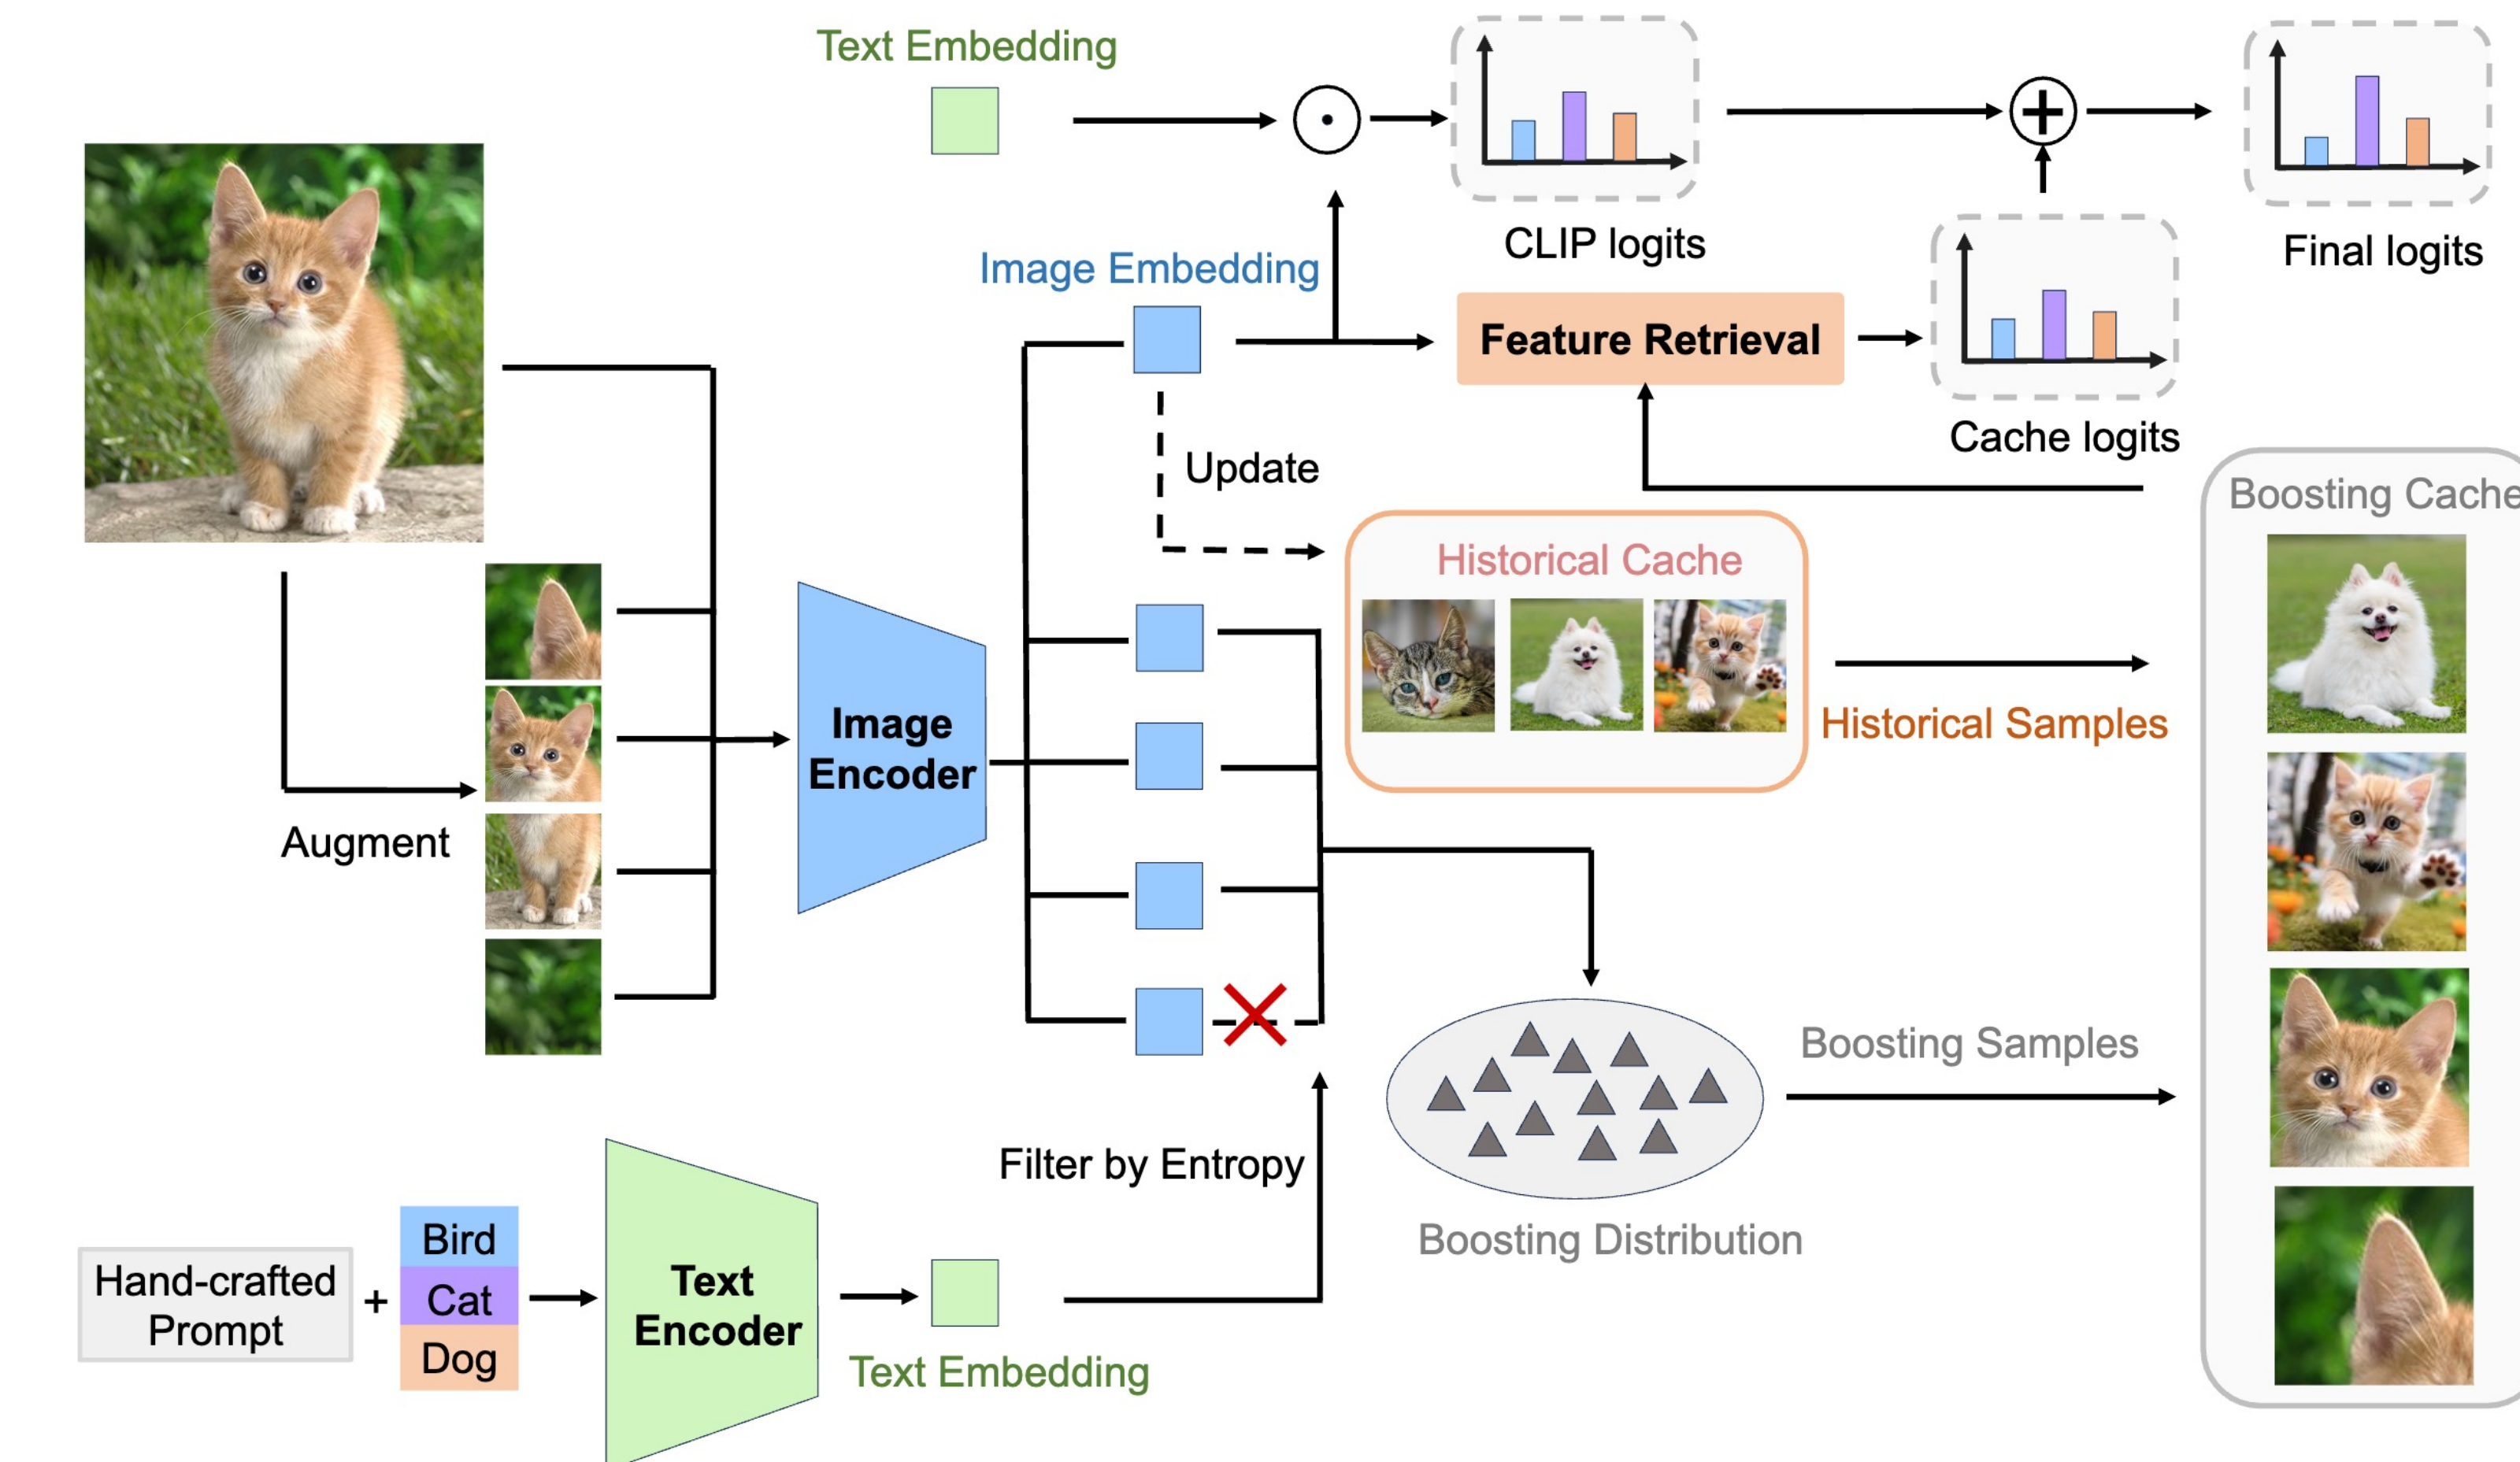 Text Embedding
CLIP logits
Final logits
Image Embedding
Feature Retrieval
Cache logits
Update
Boosting Cache
Historical Cache
Historical Samples
Image
Encoder
Augment
Boosting Samples
Filter by Entropy
Boosting Distribution
Hand-crafted
Prompt
+
Bird
Cat
Dog
Text
Encoder
Text Embedding